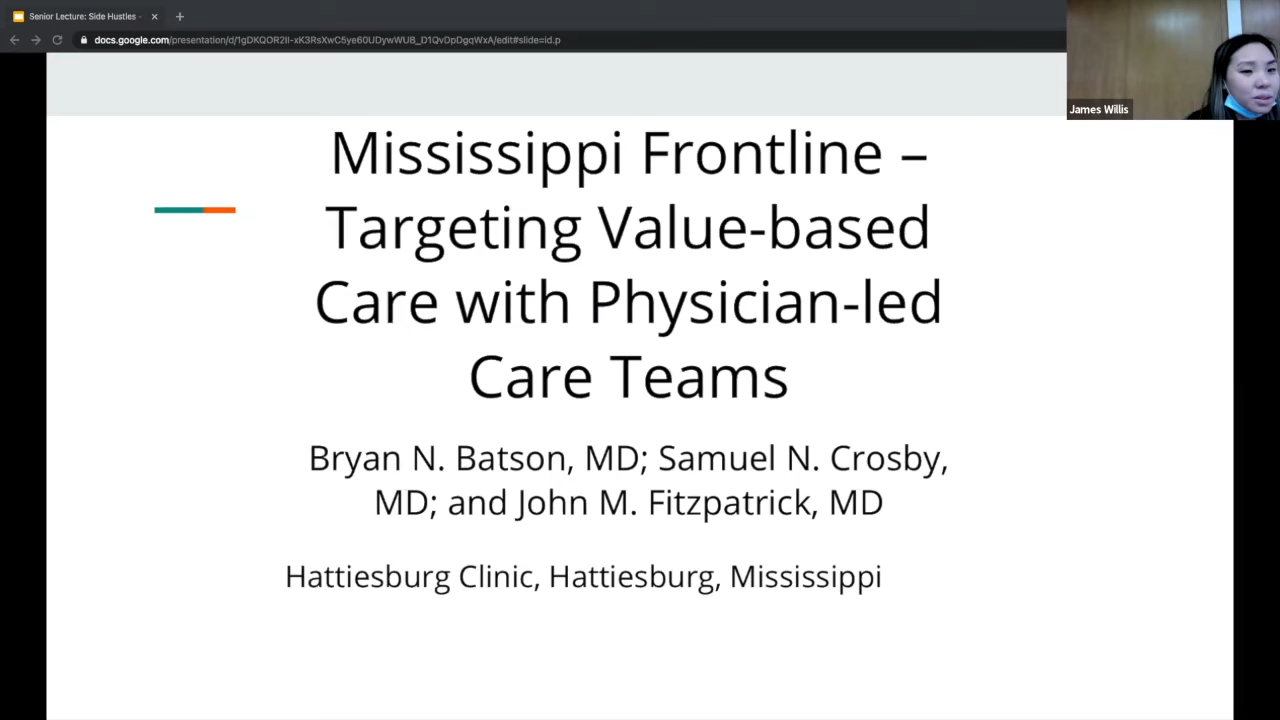 Senior Lecture: Side Hustles -
docs.google.com/presentation/d/1gDKQOR2II-xK3RsXwC5ye60UDywWUB_D1QvDpDgqWxA/edit#slide=id.p
James Willis
Mississippi Frontline –
Targeting Value-based
Care with Physician-led
Care Teams
Bryan N. Batson, MD; Samuel N. Crosby,
MD; and John M. Fitzpatrick, MD
Hattiesburg Clinic, Hattiesburg, Mississippi